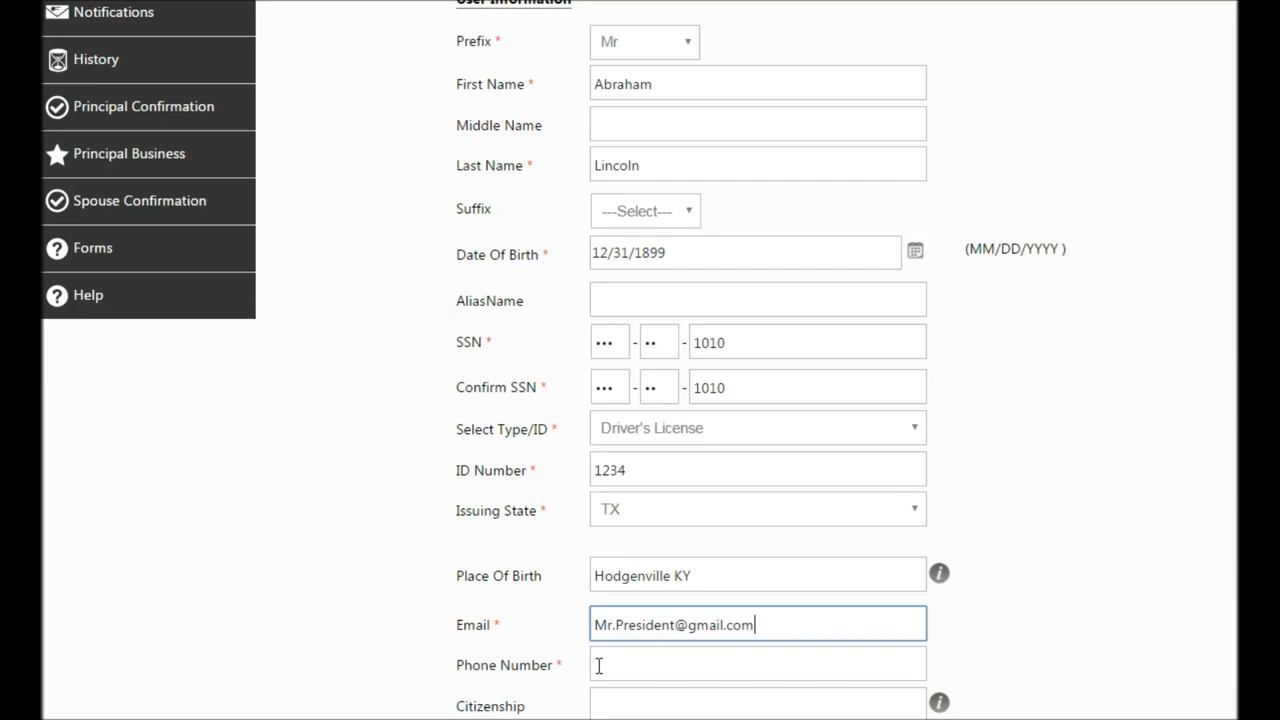 Notifications
History
Principal Confirmation
Principal Business
Spouse Confirmation
Forms
Help
User Information
Prefix * Mr
First Name * Abraham
Middle Name
Last Name * Lincoln
Suffix ---Select---
Date Of Birth * 12/31/1899 (MM/DD/YYYY )
AliasName
SSN * ••• - •• - 1010
Confirm SSN * ••• - •• - 1010
Select Type/ID * Driver's License
ID Number * 1234
Issuing State * TX
Place Of Birth Hodgenville KY
Email * Mr.President@gmail.com
Phone Number *
Citizenship